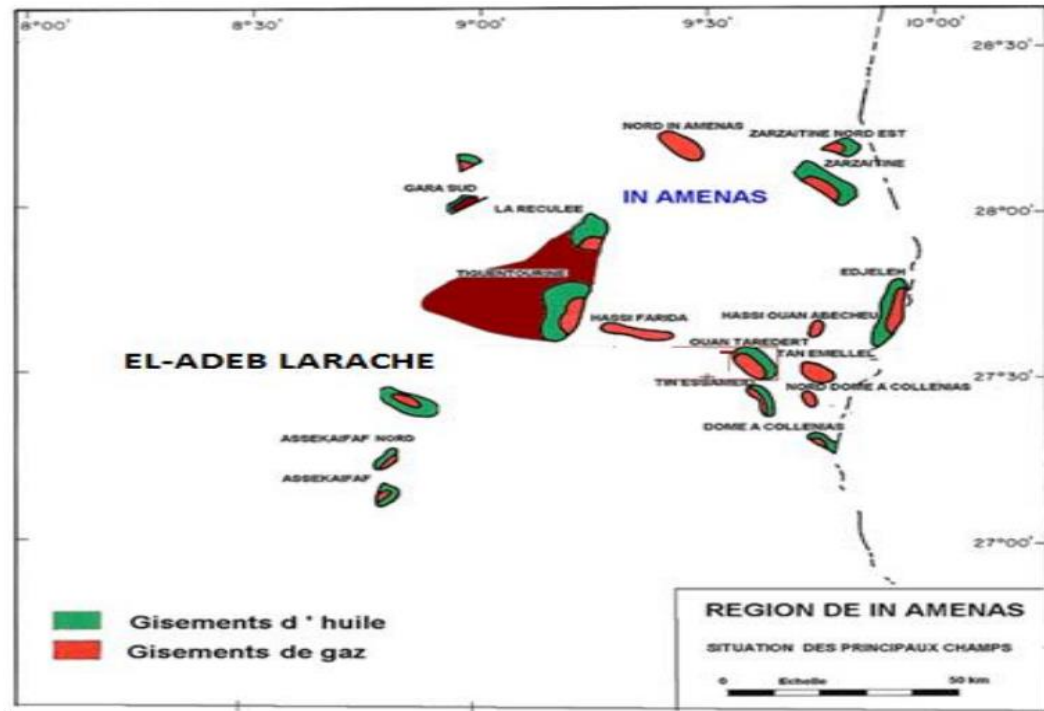 8°00' 8°30' 9°00' 9°30' 10°00'
28°30'
NORD IN AMENAS
ZARZAITINE NORD EST
ZARZAITINE
GARA SUD
IN AMENAS
LA RECULEE
28°00'
TIGUENTOURINE
EDJELEH
HASSI FARIDA
HASSI OUAN ABECHEU
OUAN TAREDERT
EL-ADEB LARACHE
TAN EMELLEL
27°30'
TIN ESSAMEID
NORD DOME A COLLENIAS
DOME A COLLENIAS
ASSEKAIFAF NORD
ASSEKAIFAF
27°00'
Gisements d ' huile
Gisements de gaz
REGION DE IN AMENAS
SITUATION DES PRINCIPAUX CHAMPS
0 Echelle 50 km